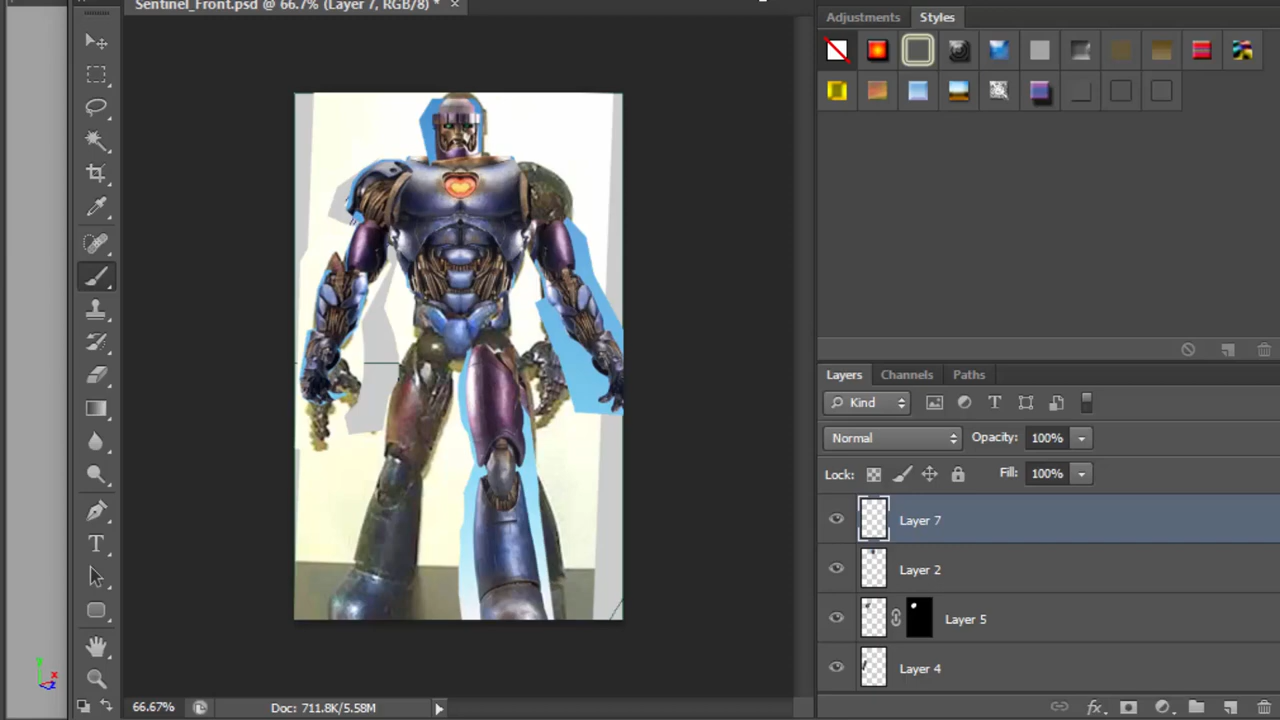 Sentinel_Front.psd @ 66.7% (Layer 7, RGB/8) *
Adjustments Styles
Layers Channels Paths
Kind T
Normal Opacity: 100%
Lock: Fill: 100%
Layer 7
Layer 2
Layer 5
Layer 4
T
66.67% Doc: 711.8K/5.58M
fx
y
x
z